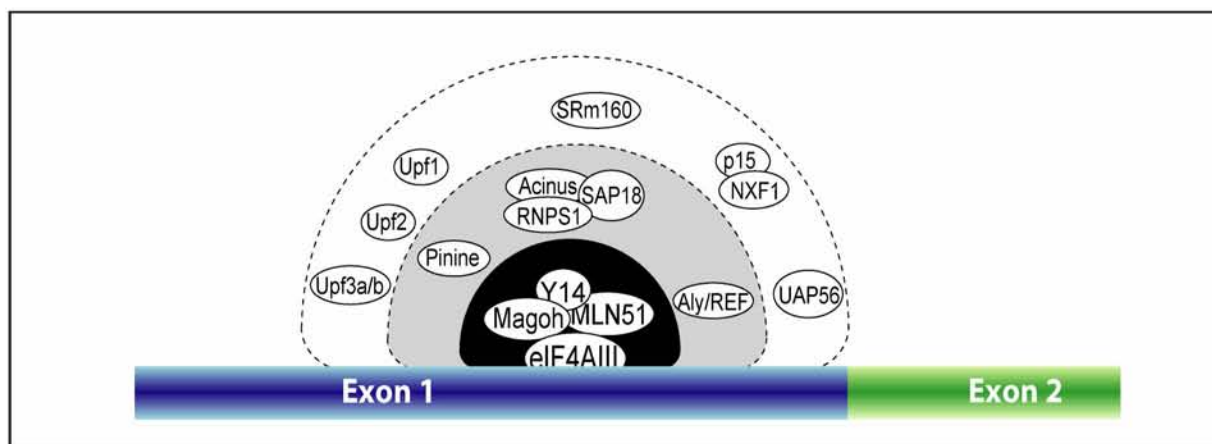 SRm160
Upf1
p15
NXF1
Acinus
SAP18
RNPS1
Upf2
Pinine
Upf3a/b
Y14
Magoh
MLN51
Aly/REF
UAP56
eIF4AIII
Exon 1
Exon 2